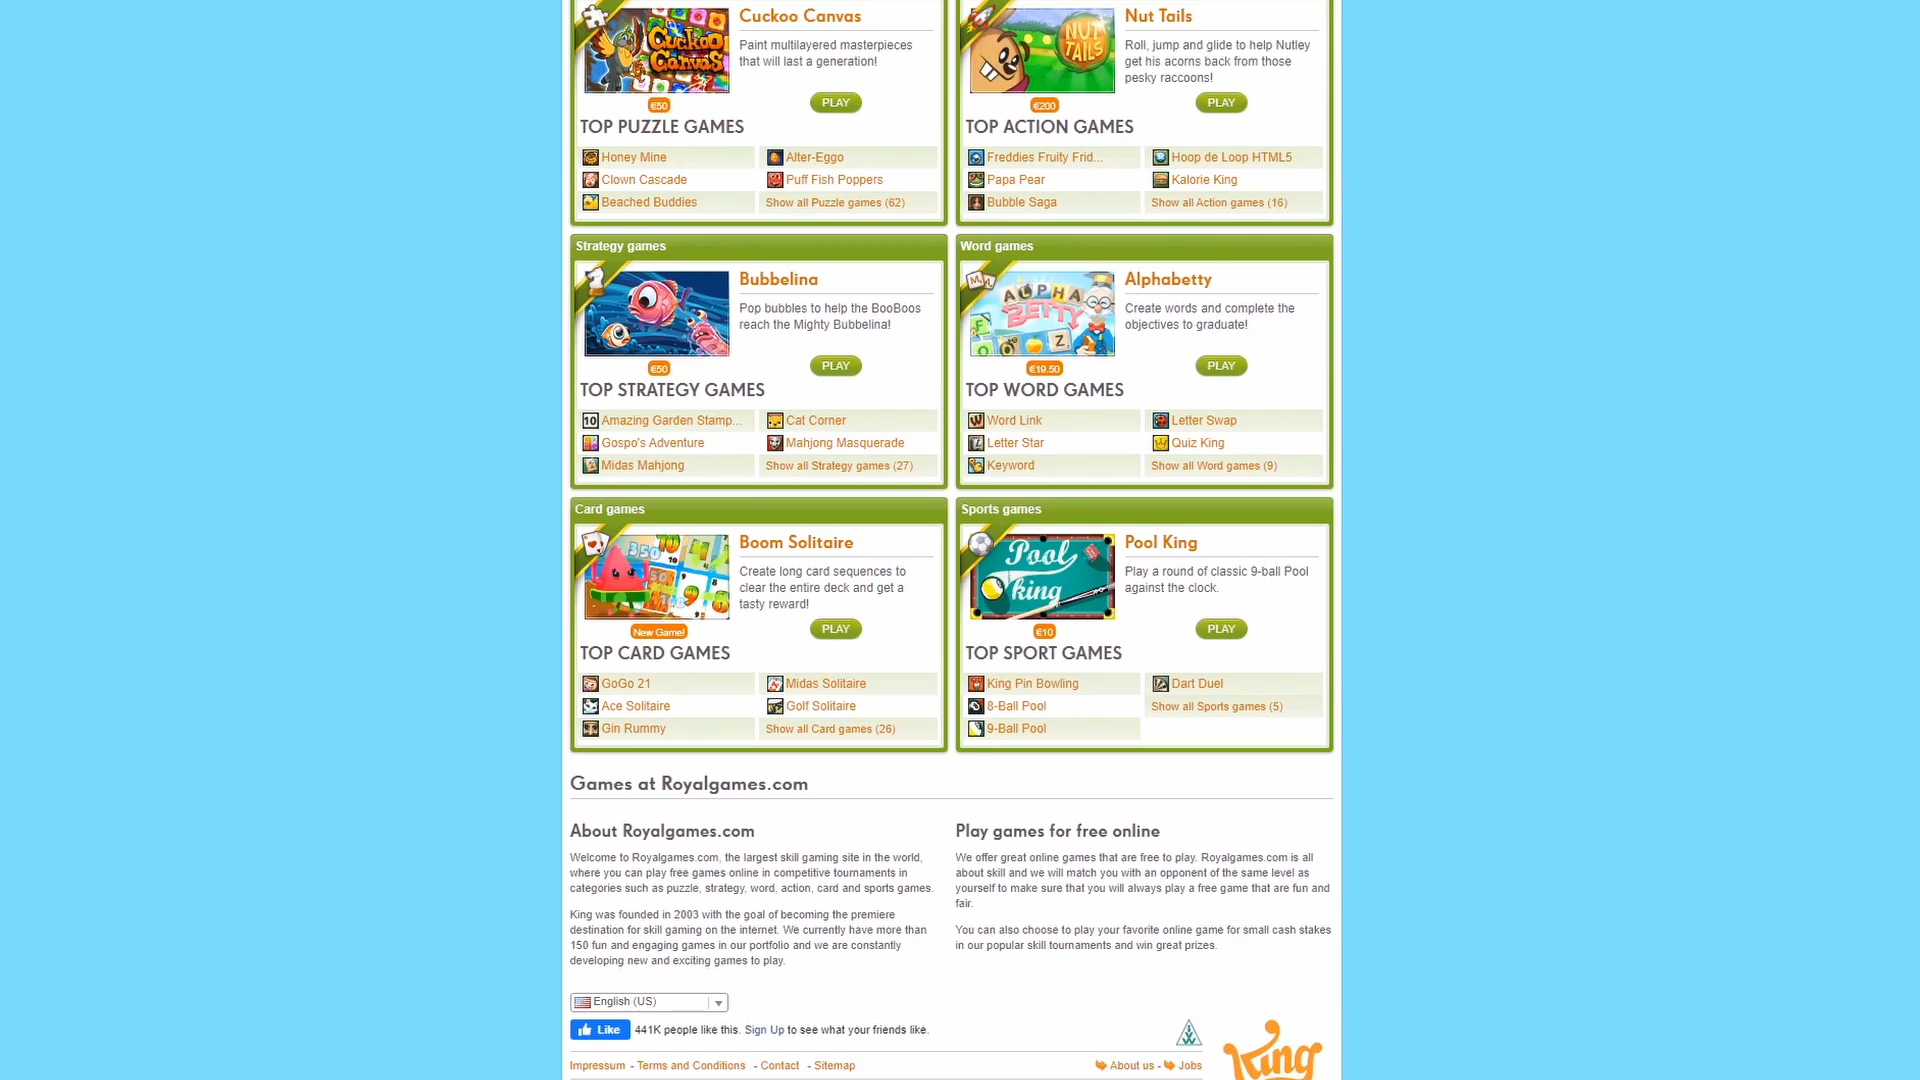 Cuckoo Canvas
Paint multilayered masterpieces
that will last a generation!
Cuckoo
Canvas
€50
PLAY
TOP PUZZLE GAMES
Honey Mine
Alter-Eggo
Clown Cascade
Puff Fish Poppers
Beached Buddies
Show all Puzzle games (62)
Nut Tails
Roll, jump and glide to help Nutley
get his acorns back from those
pesky raccoons!
NUT
TAILS
€200
PLAY
TOP ACTION GAMES
Freddies Fruity Frid...
Hoop de Loop HTML5
Papa Pear
Kalorie King
Bubble Saga
Show all Action games (16)
Strategy games
Bubbelina
Pop bubbles to help the BooBoos
reach the Mighty Bubbelina!
€50
PLAY
TOP STRATEGY GAMES
10 Amazing Garden Stamp...
Cat Corner
Gospo's Adventure
Mahjong Masquerade
Midas Mahjong
Show all Strategy games (27)
Word games
Alphabetty
Create words and complete the
objectives to graduate!
ALPHA
BETTY
€19.50
PLAY
TOP WORD GAMES
Word Link
Letter Swap
Letter Star
Quiz King
Keyword
Show all Word games (9)
Card games
Boom Solitaire
Create long card sequences to
clear the entire deck and get a
tasty reward!
New Game!
PLAY
TOP CARD GAMES
GoGo 21
Midas Solitaire
Ace Solitaire
Golf Solitaire
Gin Rummy
Show all Card games (26)
Sports games
Pool King
Play a round of classic 9-ball Pool
against the clock.
Pool
king
€10
PLAY
TOP SPORT GAMES
King Pin Bowling
Dart Duel
8-Ball Pool
Show all Sports games (5)
9-Ball Pool
Games at Royalgames.com
About Royalgames.com
Welcome to Royalgames.com, the largest skill gaming site in the world,
where you can play free games online in competitive tournaments in
categories such as puzzle, strategy, word, action, card and sports games.
King was founded in 2003 with the goal of becoming the premiere
destination for skill gaming on the internet. We currently have more than
150 fun and engaging games in our portfolio and we are constantly
developing new and exciting games to play.
Play games for free online
We offer great online games that are free to play. Royalgames.com is all
about skill and we will match you with an opponent of the same level as
yourself to make sure that you will always play a free game that are fun and
fair.
You can also choose to play your favorite online game for small cash stakes
in our popular skill tournaments and win great prizes.
English (US)
Like 441K people like this. Sign Up to see what your friends like.
Impressum - Terms and Conditions - Contact - Sitemap
About us - Jobs
King